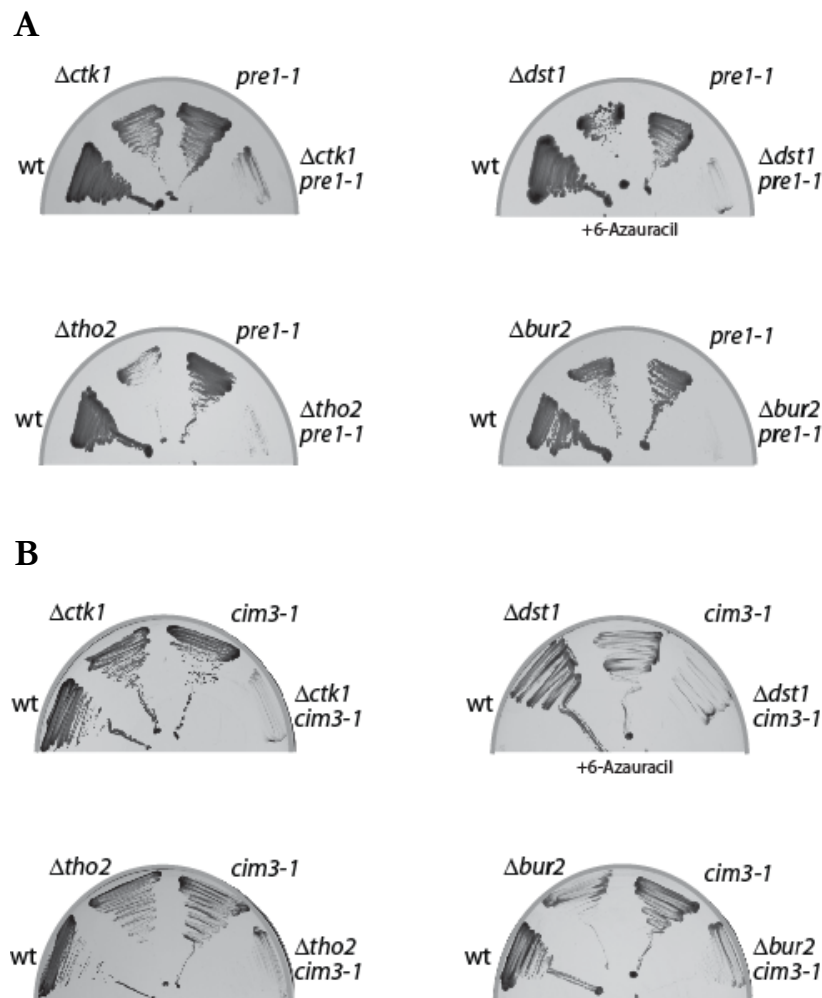 A
Δctk1 pre1-1
wt
Δctk1
pre1-1
Δdst1 pre1-1
wt
Δdst1
pre1-1
+6-Azauracil
Δtho2 pre1-1
wt
Δtho2
pre1-1
Δbur2 pre1-1
wt
Δbur2
pre1-1
B
Δctk1 cim3-1
wt
Δctk1
cim3-1
Δdst1 cim3-1
wt
Δdst1
cim3-1
+6-Azauracil
Δtho2 cim3-1
wt
Δtho2
cim3-1
Δbur2 cim3-1
wt
Δbur2
cim3-1